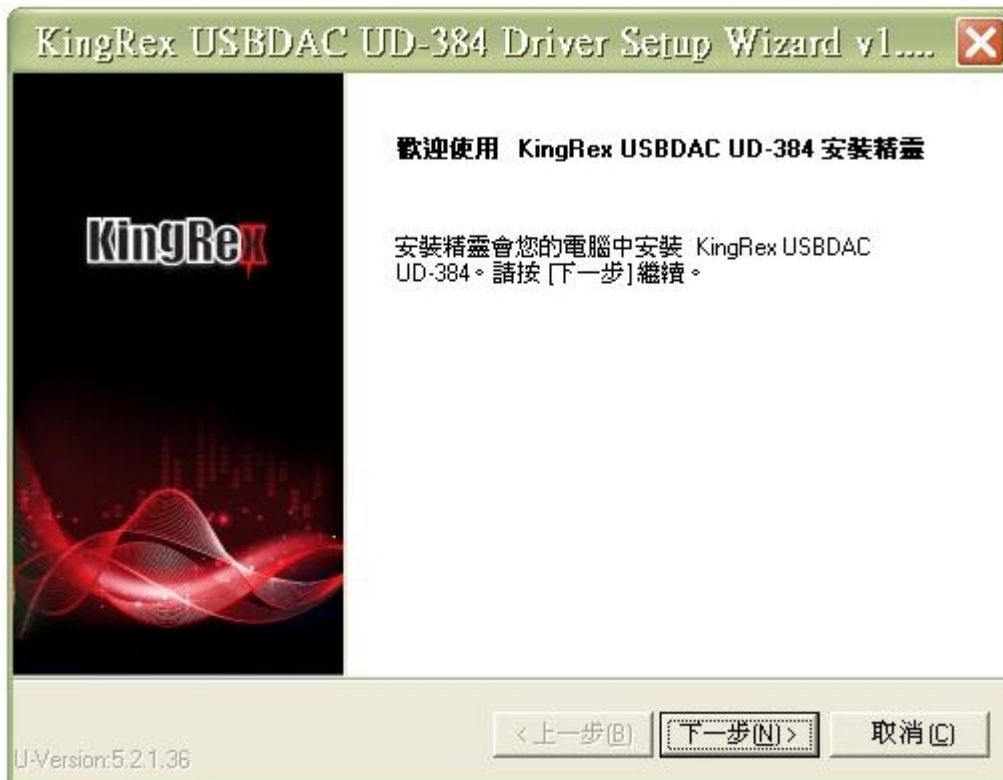 KingRex USBDAC UD-384 Driver Setup Wizard v1....
歡迎使用 KingRex USBDAC UD-384 安裝精靈
KingRex
安裝精靈會您的電腦中安裝 KingRex USBDAC
UD-384。請按 [下一步] 繼續。
U-Version:5.2.1.36
<上一步(B)
下一步(N)>
取消(C)